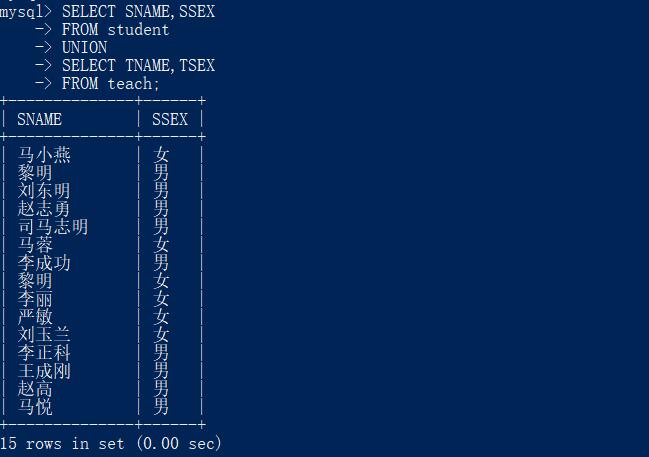 mysql> SELECT SNAME,SSEX
-> FROM student
-> UNION
-> SELECT TNAME,TSEX
-> FROM teach;
+--------------+------+
| SNAME | SSEX |
+--------------+------+
| 马小燕 | 女 |
| 黎明 | 男 |
| 刘东明 | 男 |
| 赵志勇 | 男 |
| 司马志明 | 男 |
| 马蓉 | 女 |
| 李成功 | 男 |
| 黎明 | 女 |
| 李丽 | 女 |
| 严敏 | 女 |
| 刘玉兰 | 女 |
| 李正科 | 男 |
| 王成刚 | 男 |
| 赵高 | 男 |
| 马悦 | 男 |
+--------------+------+
15 rows in set (0.00 sec)